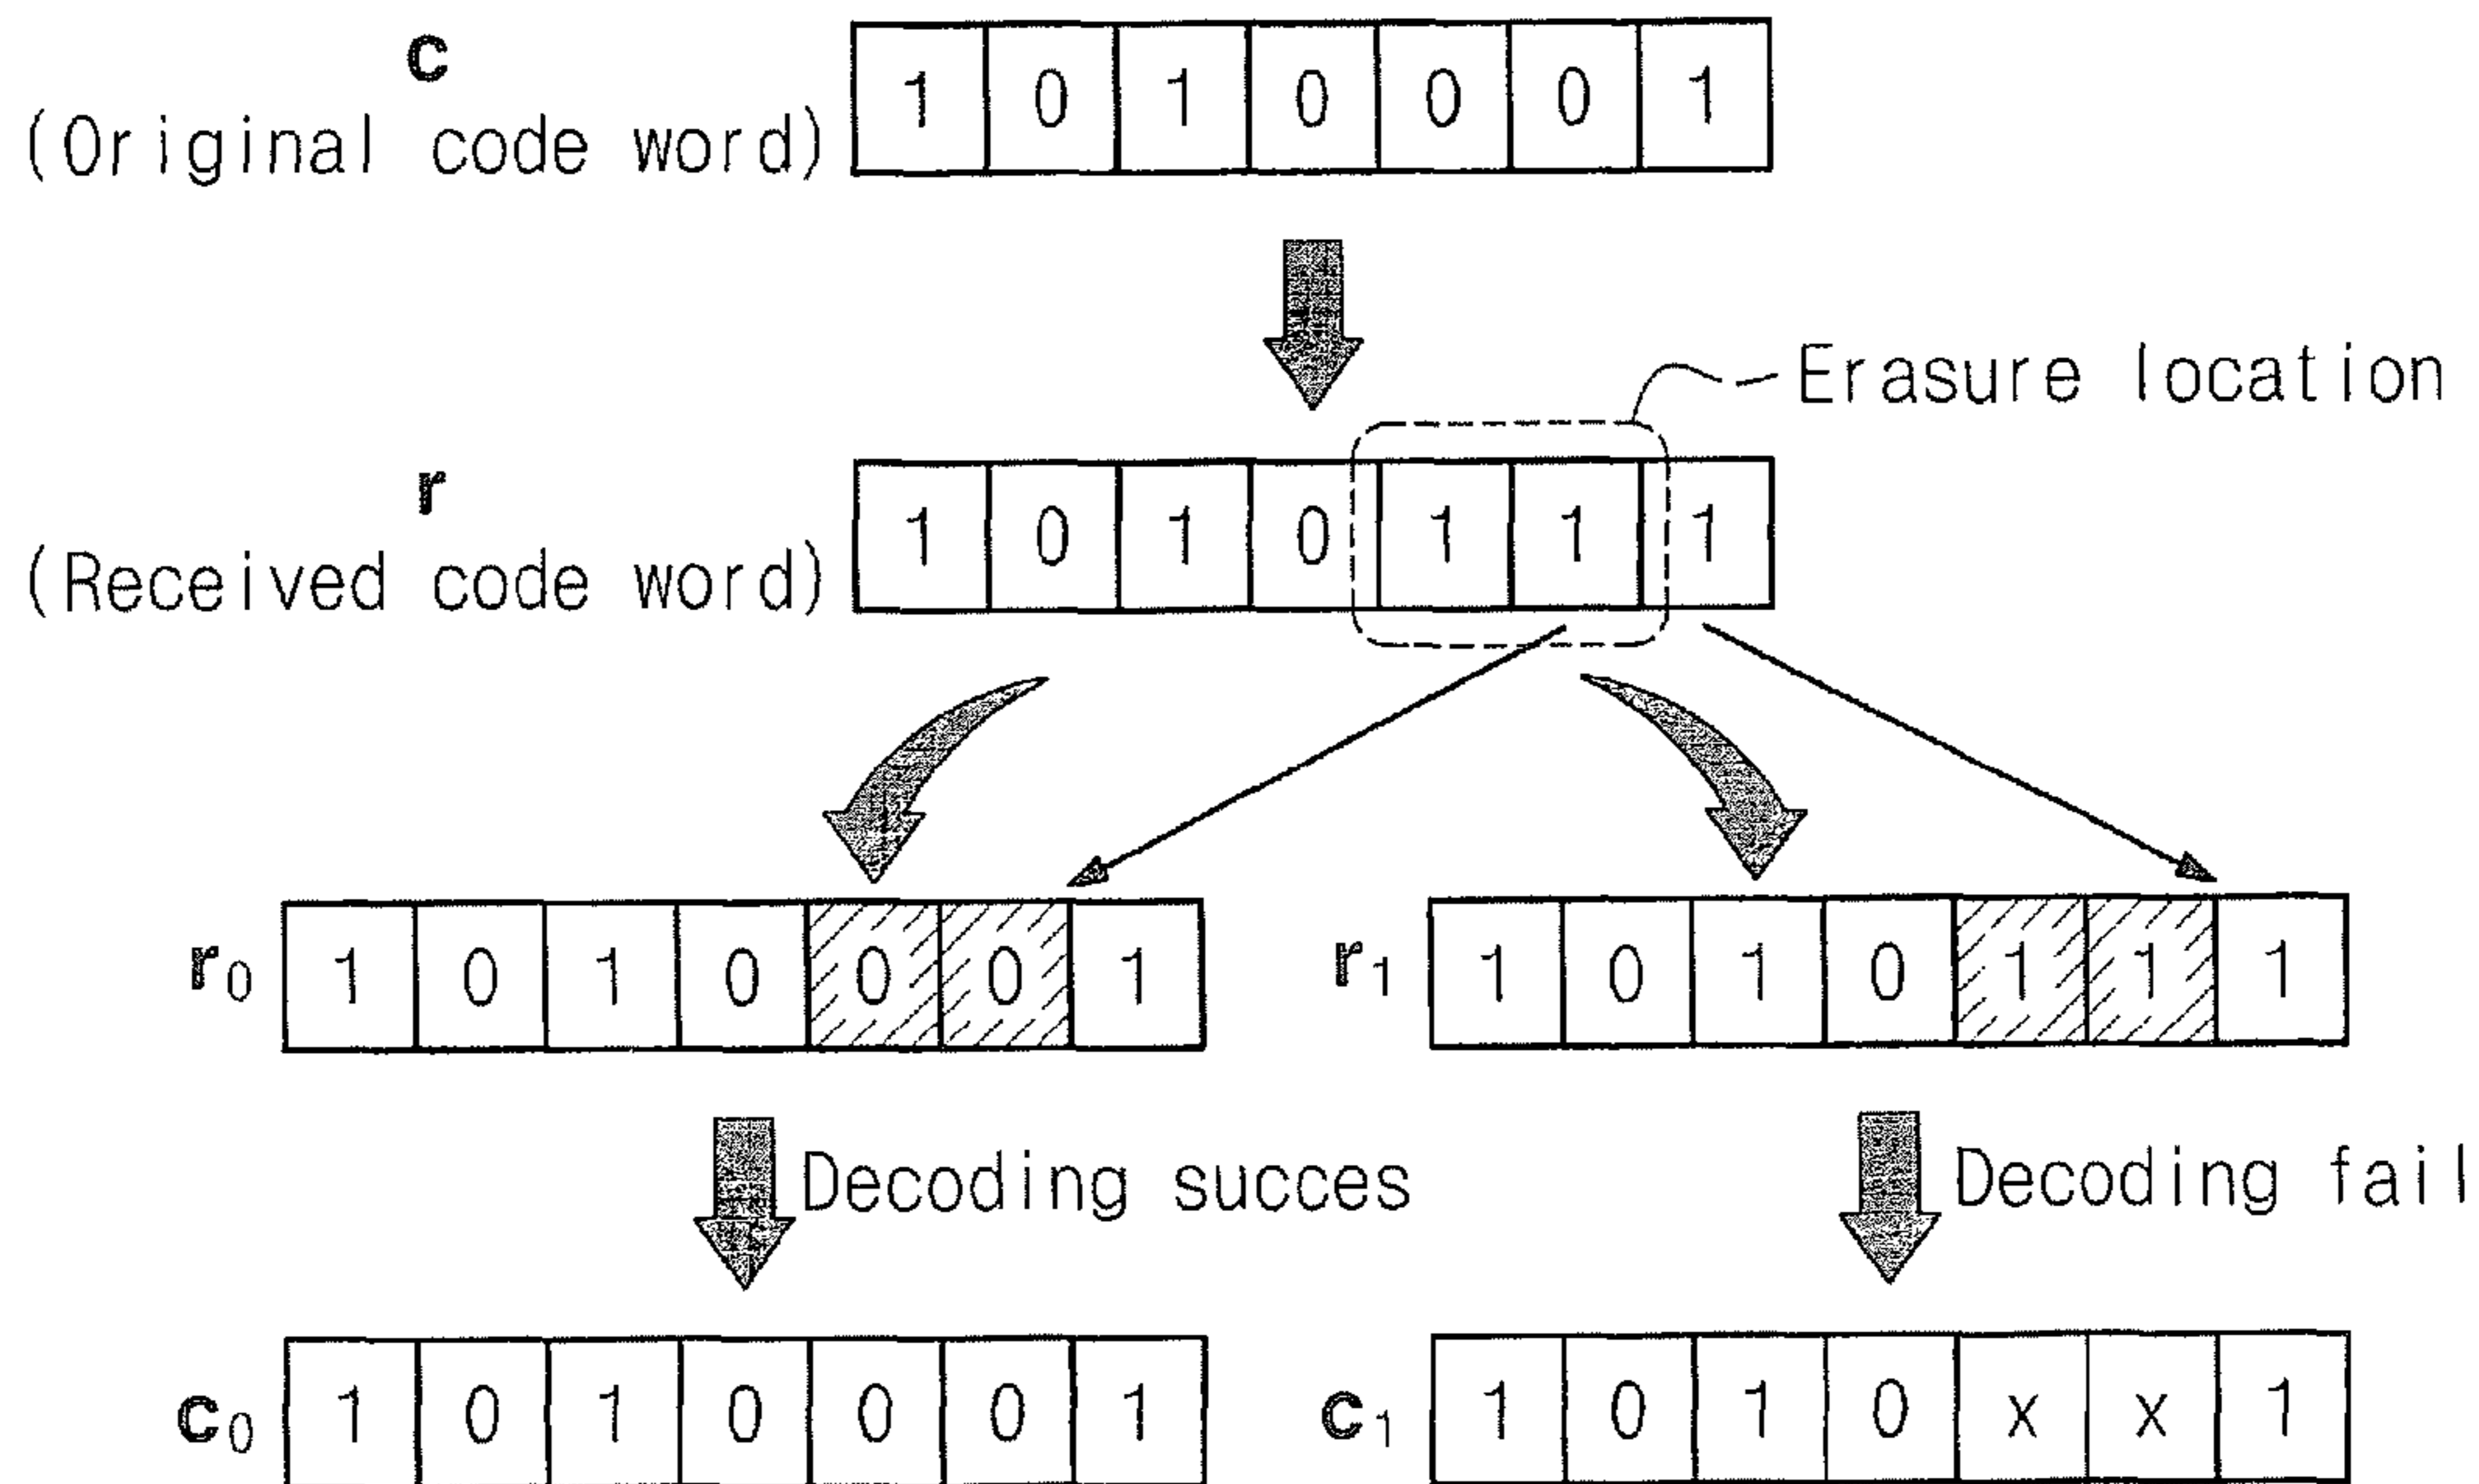 c
(Original code word)
1 0 1 0 0 0 1
Erasure location
r
(Received code word)
1 0 1 0 1 1 1
r0
1 0 1 0 0 0 1
r1
1 0 1 0 1 1 1
Decoding succes
Decoding fail
c0
1 0 1 0 0 0 1
c1
1 0 1 0 x x 1